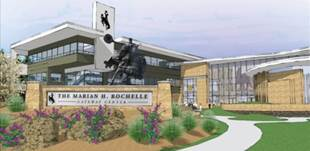 THE MARIAN H. ROCHELLE
GATEWAY CENTER